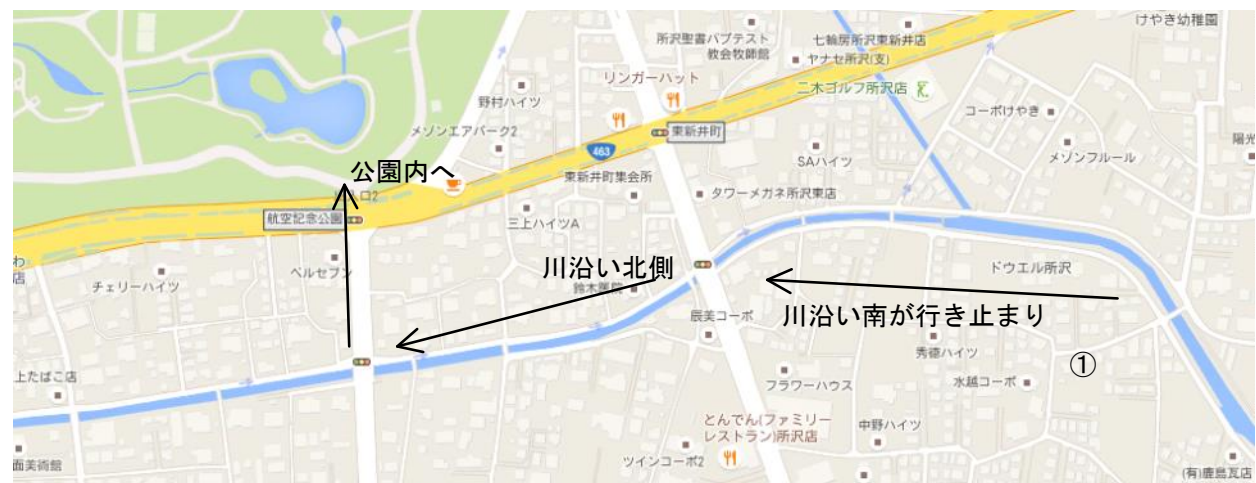 けやき幼稚園
所沢聖書バプテスト
教会牧師館
七輪房所沢東新井店
ヤナセ所沢(支)
リンガーハット
二木ゴルフ所沢店
野村ハイツ
コーポけやき
メゾンエアパーク2
東新井町
陽光
463
SAハイツ
メゾンフルール
公園内へ
東新井町集会所
口2
タワーメガネ所沢東店
航空記念公園
三上ハイツA
わ
店
ベルセブン
川沿い北側
ドウエル所沢
チェリーハイツ
鈴木医院
辰美コーポ
川沿い南が行き止まり
秀徳ハイツ
①
上たばこ店
フラワーハウス
水越コーポ
とんでん(ファミリー
レストラン)所沢店
中野ハイツ
面美術館
ツインコーポ2
(有)鹿島瓦店